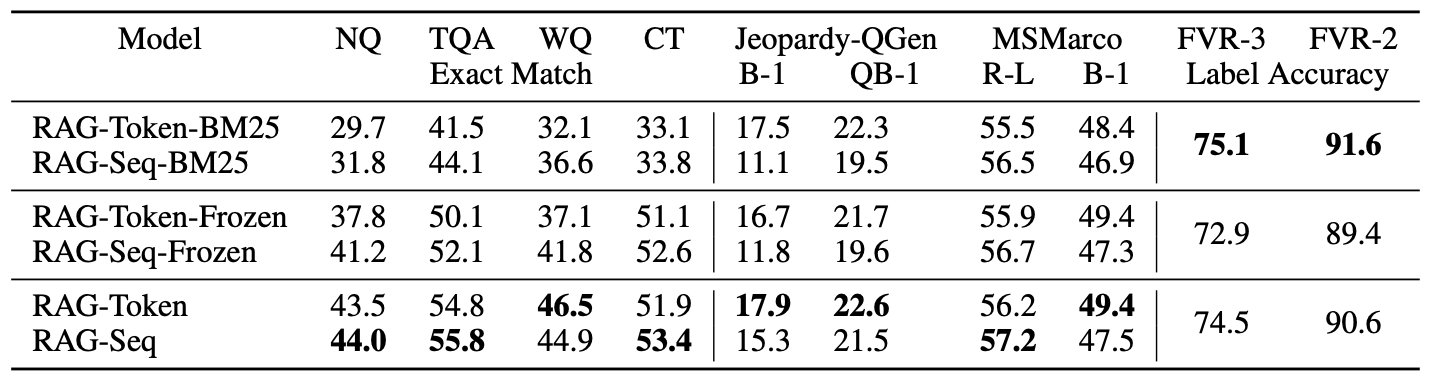 Model NQ TQA WQ CT Jeopardy-QGen MSMarco FVR-3 FVR-2
Exact Match B-1 QB-1 R-L B-1 Label Accuracy
RAG-Token-BM25 29.7 41.5 32.1 33.1 17.5 22.3 55.5 48.4
75.1 91.6
RAG-Seq-BM25 31.8 44.1 36.6 33.8 11.1 19.5 56.5 46.9
RAG-Token-Frozen 37.8 50.1 37.1 51.1 16.7 21.7 55.9 49.4
72.9 89.4
RAG-Seq-Frozen 41.2 52.1 41.8 52.6 11.8 19.6 56.7 47.3
RAG-Token 43.5 54.8 46.5 51.9 17.9 22.6 56.2 49.4
74.5 90.6
RAG-Seq 44.0 55.8 44.9 53.4 15.3 21.5 57.2 47.5